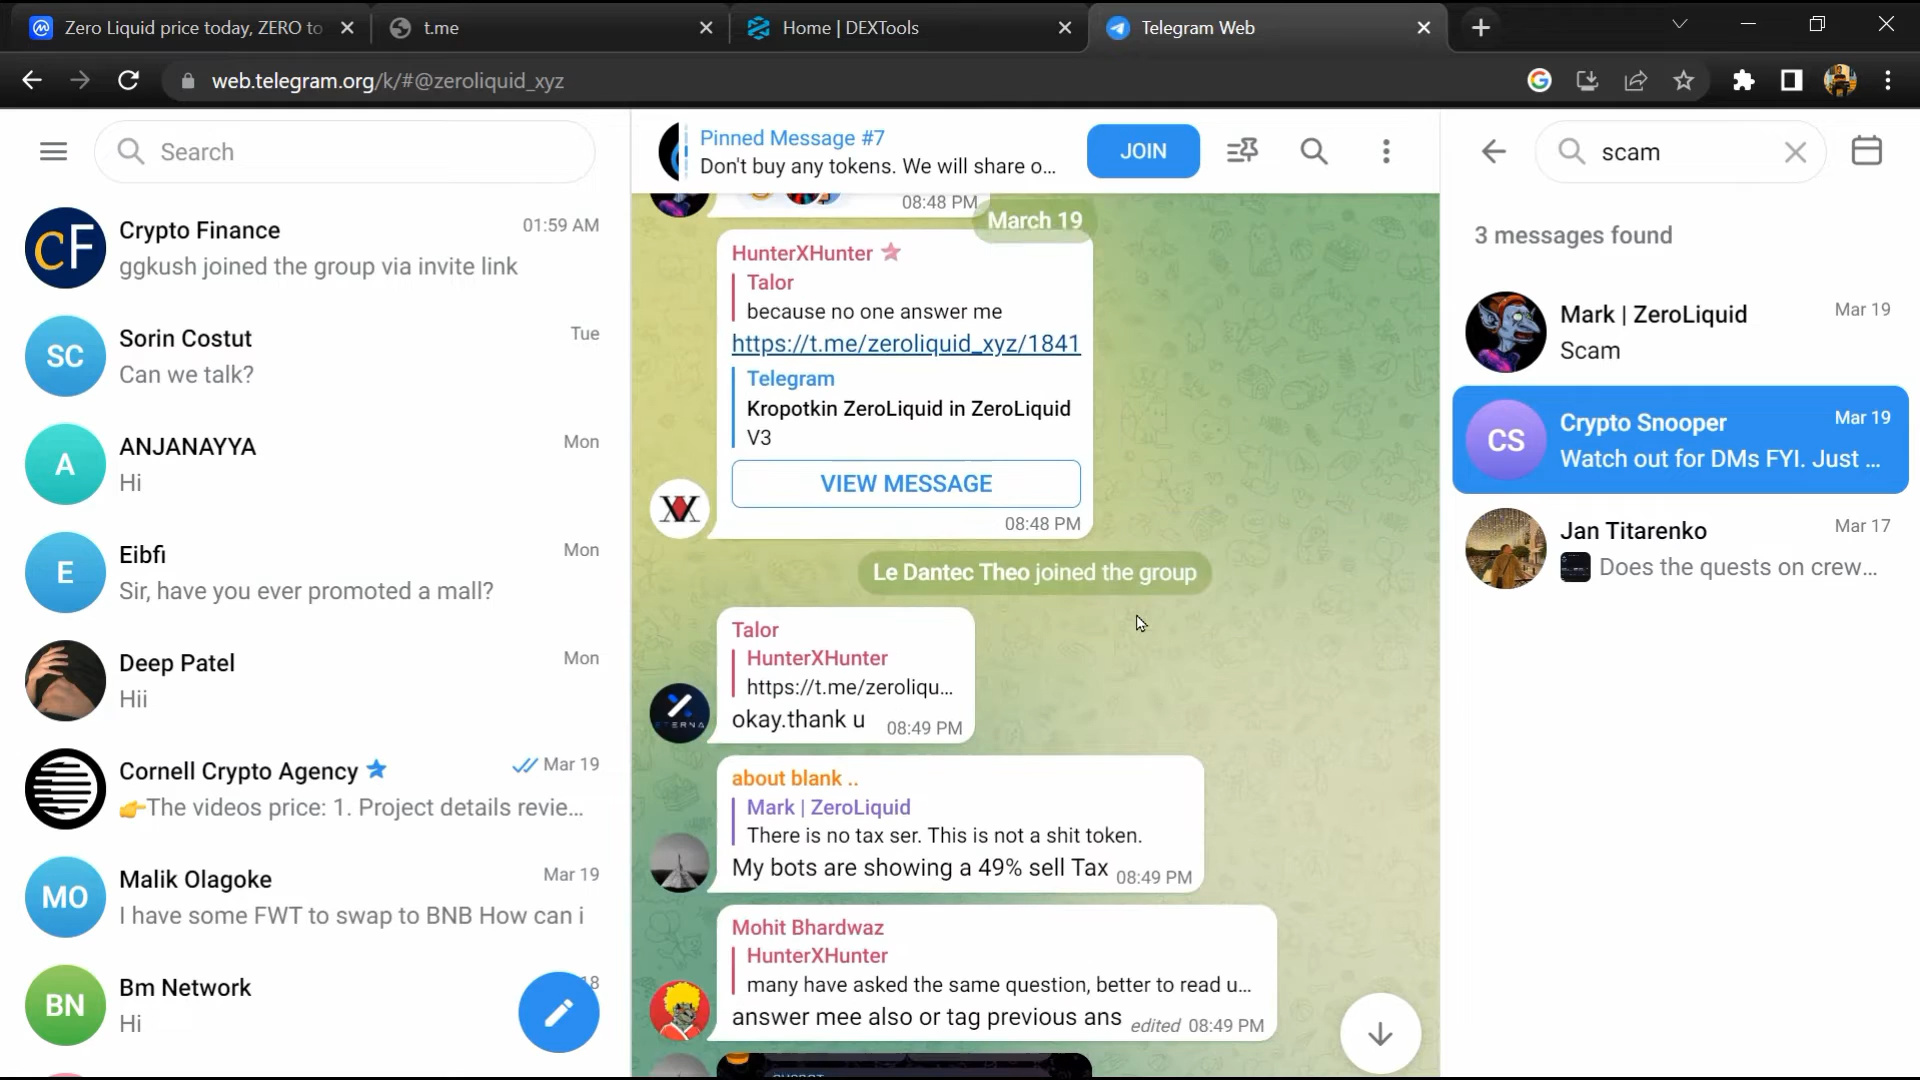 Zero Liquid price today, ZERO to
t.me
Home | DEXTools
Telegram Web
web.telegram.org/k/#@zeroliquid_xyz
Search
Crypto Finance 01:59 AM
ggkush joined the group via invite link
SC
Sorin Costut Tue
Can we talk?
A
ANJANAYYA Mon
Hi
E
Eibfi Mon
Sir, have you ever promoted a mall?
Deep Patel Mon
Hii
Cornell Crypto Agency Mar 19
👉The videos price: 1. Project details revie...
MO
Malik Olagoke Mar 19
I have some FWT to swap to BNB How can i
BN
Bm Network
Hi
Pinned Message #7
Don't buy any tokens. We will share o...
JOIN
08:48 PM
March 19
HunterXHunter
Talor
because no one answer me
https://t.me/zeroliquid_xyz/1841
Telegram
Kropotkin ZeroLiquid in ZeroLiquid
V3
VIEW MESSAGE
08:48 PM
Le Dantec Theo joined the group
Talor
HunterXHunter
https://t.me/zeroliqu...
okay.thank u 08:49 PM
about blank ..
Mark | ZeroLiquid
There is no tax ser. This is not a shit token.
My bots are showing a 49% sell Tax 08:49 PM
Mohit Bhardwaz
HunterXHunter
many have asked the same question, better to read u...
answer mee also or tag previous ans edited 08:49 PM
scam
3 messages found
Mark | ZeroLiquid Mar 19
Scam
CS
Crypto Snooper Mar 19
Watch out for DMs FYI. Just ...
Jan Titarenko Mar 17
Does the quests on crew...